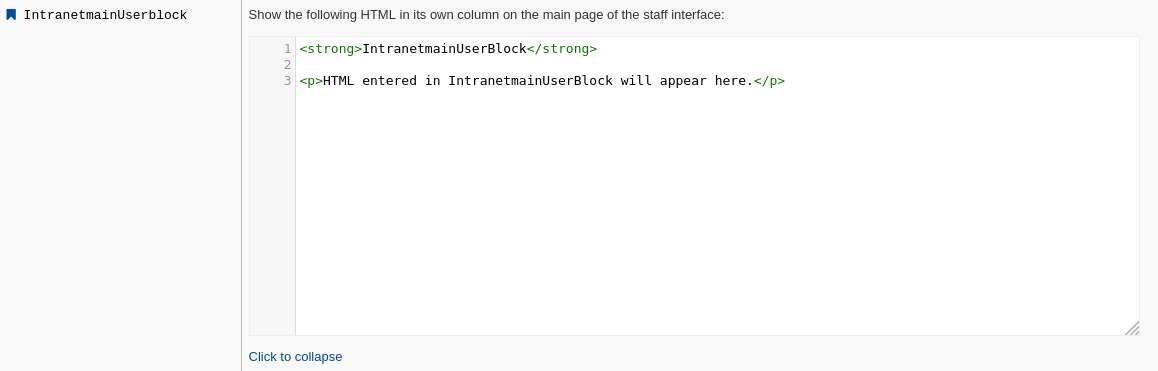 IntranetmainUserblock
Show the following HTML in its own column on the main page of the staff interface:
1 <strong>IntranetmainUserBlock</strong>
2
3 <p>HTML entered in IntranetmainUserBlock will appear here.</p>
Click to collapse